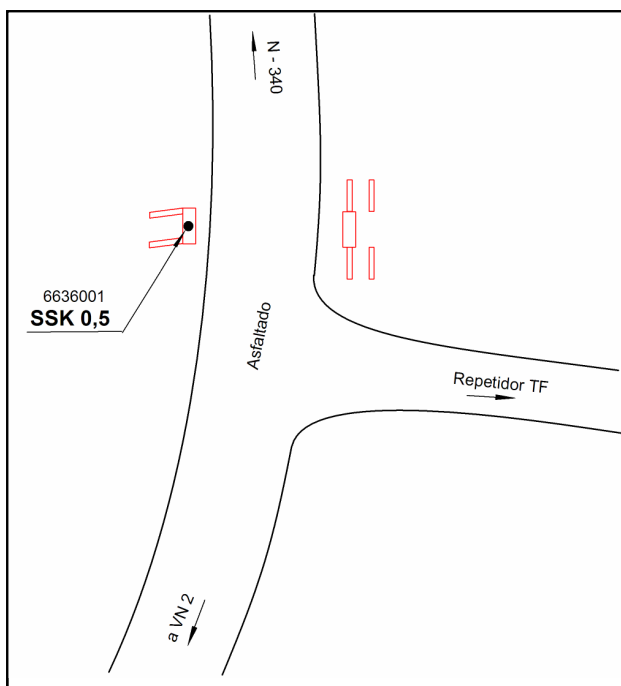 N - 340
6636001
SSK 0,5
Asfaltado
Repetidor TF
a VN 2